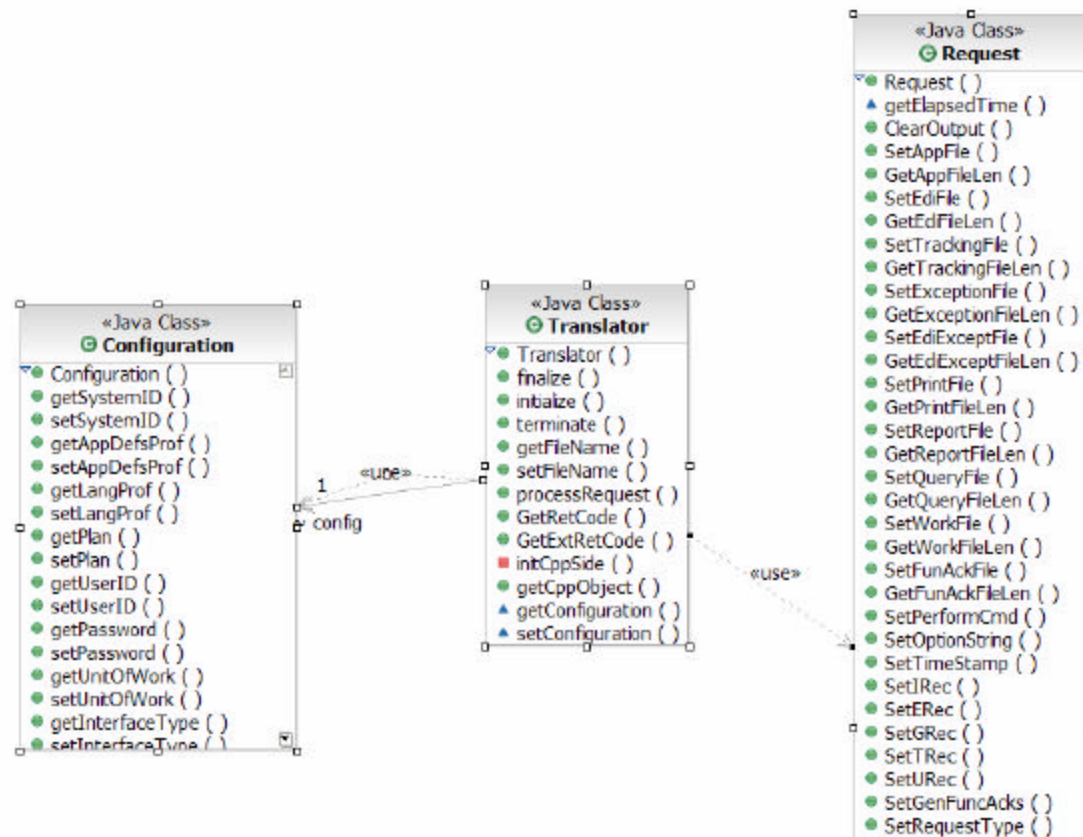 «Java Class»
Configuration
Configuration ( )
getSystemID ( )
setSystemID ( )
getAppDefsProf ( )
setAppDefsProf ( )
getLangProf ( )
setLangProf ( )
getPlan ( )
setPlan ( )
getUserID ( )
setUserID ( )
getPassword ( )
setPassword ( )
getUnitOfWork ( )
setUnitOfWork ( )
getInterfaceType ( )
setInterfaceType ( )
«use»
1
config
«Java Class»
Translator
Translator ( )
finalize ( )
initialize ( )
terminate ( )
getFileName ( )
setFileName ( )
processRequest ( )
GetRetCode ( )
GetExtRetCode ( )
initCppSide ( )
getCppObject ( )
getConfiguration ( )
setConfiguration ( )
«use»
«Java Class»
Request
Request ( )
getElapsedTime ( )
ClearOutput ( )
SetAppFile ( )
GetAppFileLen ( )
SetEdiFile ( )
GetEdiFileLen ( )
SetTrackingFile ( )
GetTrackingFileLen ( )
SetExceptionFile ( )
GetExceptionFileLen ( )
SetEdiExceptFile ( )
GetEdiExceptFileLen ( )
SetPrintFile ( )
GetPrintFileLen ( )
SetReportFile ( )
GetReportFileLen ( )
SetQueryFile ( )
GetQueryFileLen ( )
SetWorkFile ( )
GetWorkFileLen ( )
SetFunAckFile ( )
GetFunAckFileLen ( )
SetPerformCmd ( )
SetOptionString ( )
SetTimeStamp ( )
SetIRec ( )
SetERec ( )
SetGRec ( )
SetTRec ( )
SetURec ( )
SetGenFuncAcks ( )
SetRequestType ( )